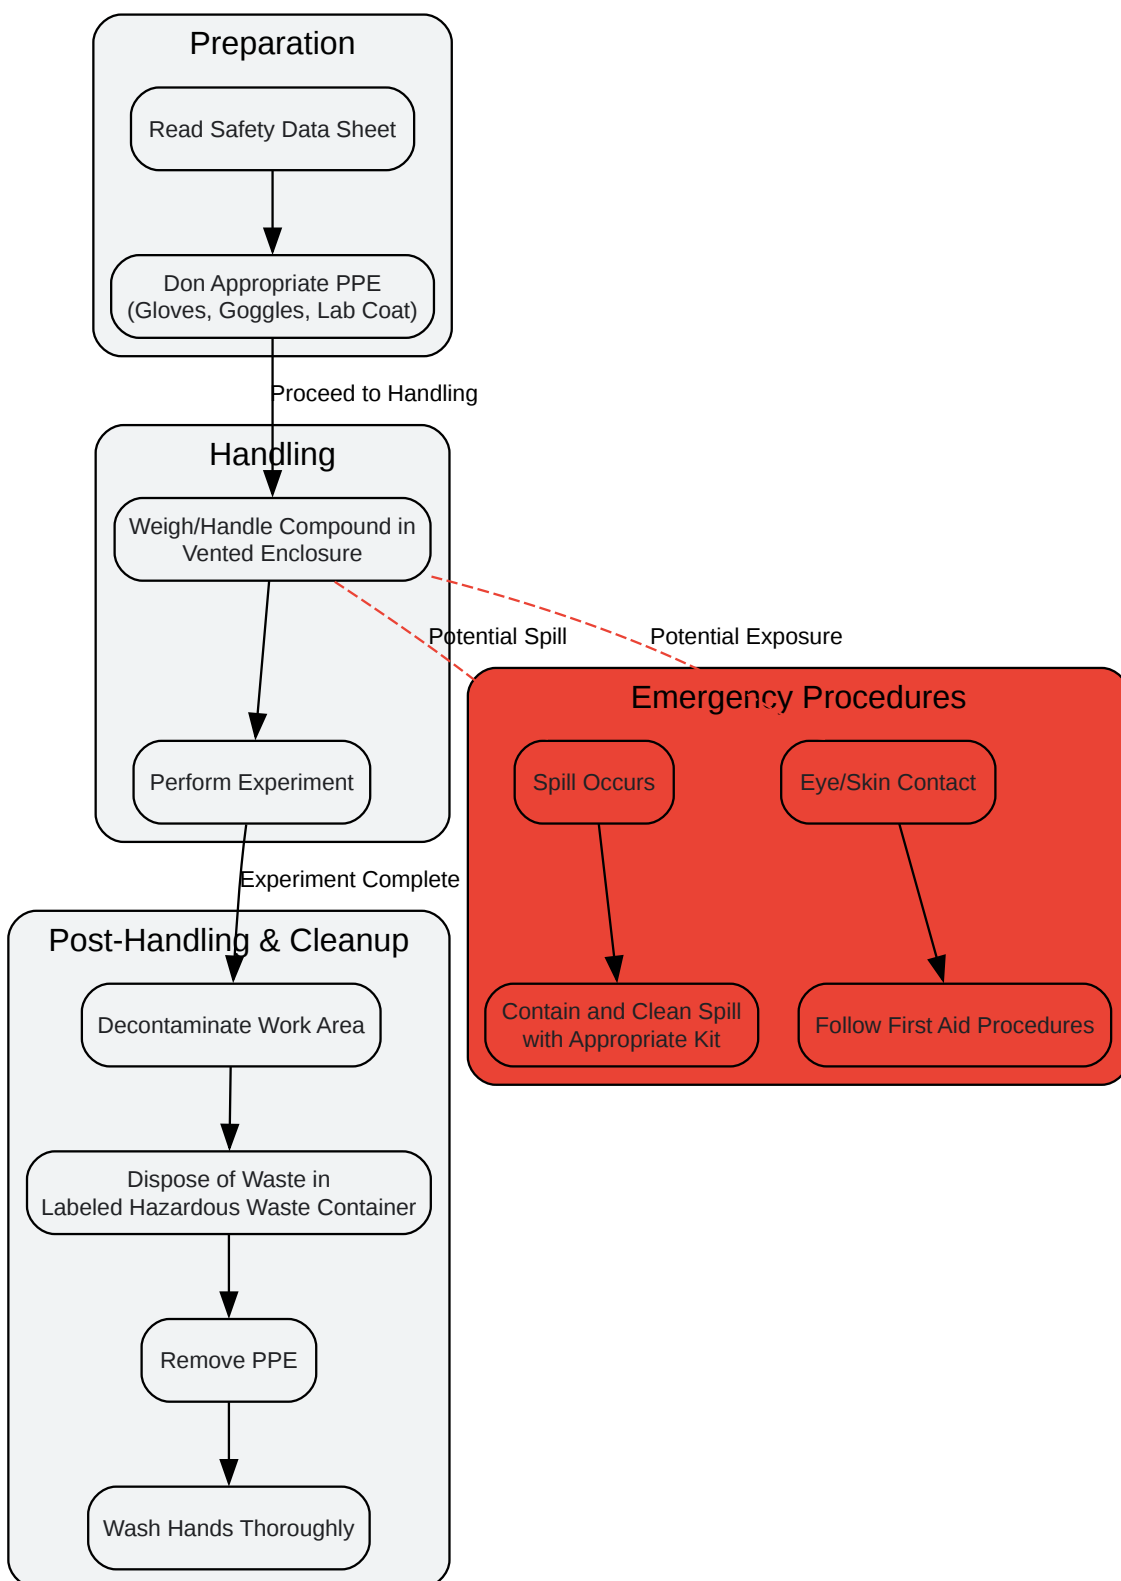 Preparation
Read Safety Data Sheet
Don Appropriate PPE
(Gloves, Goggles, Lab Coat)
Proceed to Handling
Handling
Weigh/Handle Compound in
Vented Enclosure
Potential Spill
Potential Exposure
Emergency Procedures
Perform Experiment
Spill Occurs
Eye/Skin Contact
Experiment Complete
Post-Handling & Cleanup
Decontaminate Work Area
Contain and Clean Spill
with Appropriate Kit
Follow First Aid Procedures
Dispose of Waste in
Labeled Hazardous Waste Container
Remove PPE
Wash Hands Thoroughly